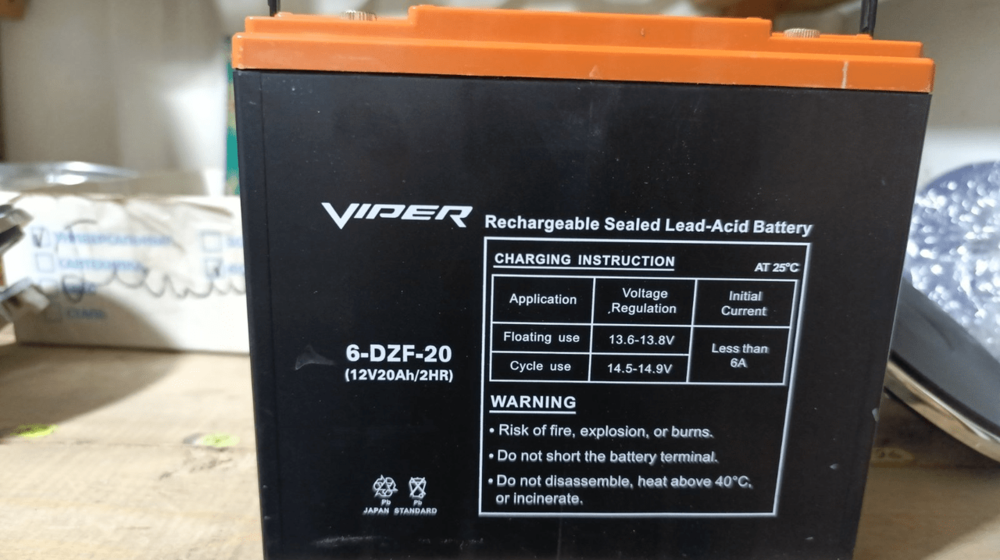 VIPER
Rechargeable Sealed Lead-Acid Battery
CHARGING INSTRUCTION
AT 25°C
Application
Voltage
Regulation
Initial
Current
Floating use
13.6-13.8V
Less than
6A
Cycle use
14.5-14.9V
6-DZF-20
(12V20Ah/2HR)
WARNING
• Risk of fire, explosion, or burns.
• Do not short the battery terminal.
• Do not disassemble, heat above 40°C,
or incinerate.
Pb
Pb
JAPAN STANDARD